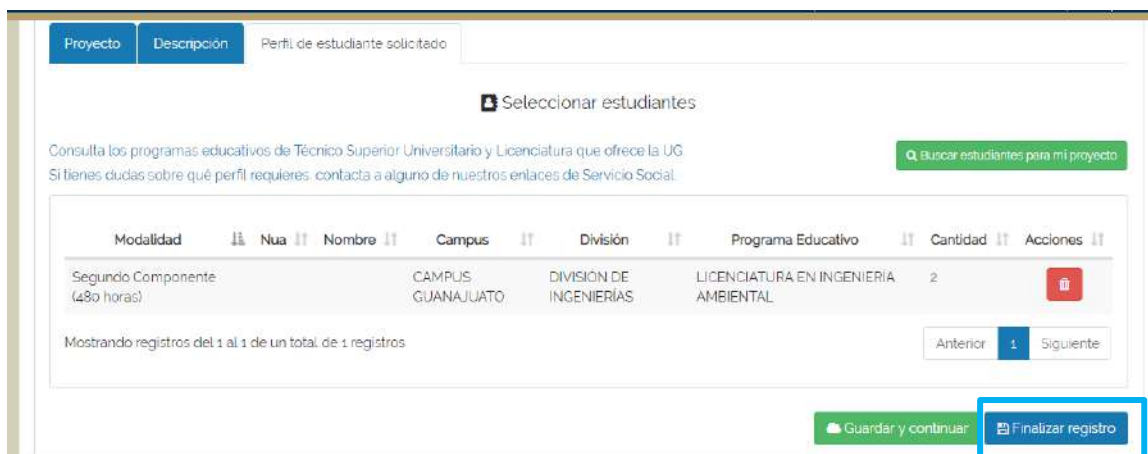 Proyecto Descripción Perfil de estudiante solicitado
Seleccionar estudiantes
Consulta los programas educativos de Técnico Superior Universitario y Licenciatura que ofrece la UG
Si tienes dudas sobre qué perfil requieres, contacta a alguno de nuestros enlaces de Servicio Social.
Buscar estudiantes para mi proyecto
Modalidad Nua Nombre Campus División Programa Educativo Cantidad Acciones
Segundo Componente CAMPUS DIVISIÓN DE LICENCIATURA EN INGENIERÍA 2
(480 horas) GUANAJUATO INGENIERÍAS AMBIENTAL
Mostrando registros del 1 al 1 de un total de 1 registros
Anterior 1 Siguiente
Guardar y continuar Finalizar registro